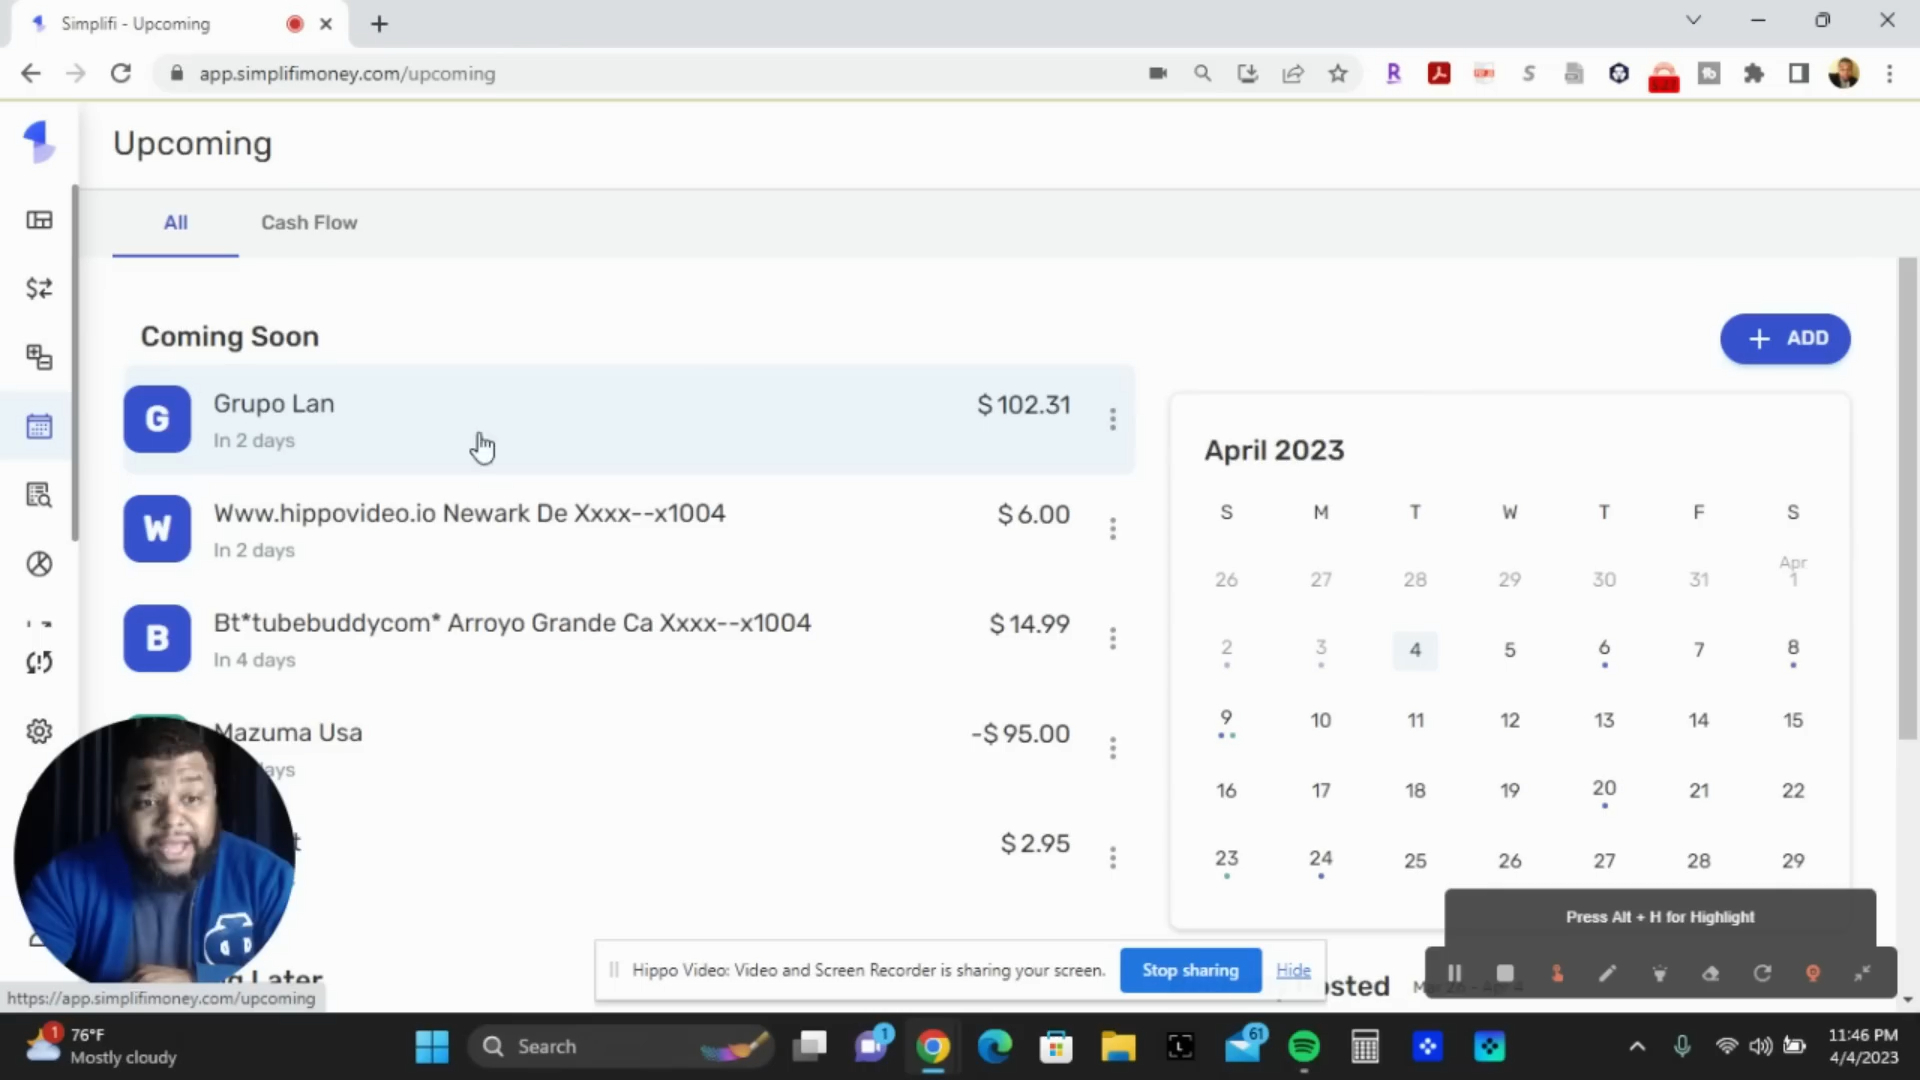 Simplifi - Upcoming
app.simplifimoney.com/upcoming
Upcoming
All
Cash Flow
Coming Soon
+ ADD
G
Grupo Lan
$102.31
In 2 days
W
Www.hippovideo.io Newark De Xxxx--x1004
$6.00
In 2 days
B
Bt*tubebuddycom* Arroyo Grande Ca Xxxx--x1004
$14.99
In 4 days
Mazuma Usa
-$95.00
ays
$2.95
Later
April 2023
S M T W T F S
26 27 28 29 30 31 Apr 1
2 3 4 5 6 7 8
9 10 11 12 13 14 15
16 17 18 19 20 21 22
23 24 25 26 27 28 29
Press Alt + H for Highlight
Hippo Video: Video and Screen Recorder is sharing your screen.
Stop sharing
Hide
osted
https://app.simplifimoney.com/upcoming
1
76°F
Mostly cloudy
Search
1
61
11:46 PM
4/4/2023